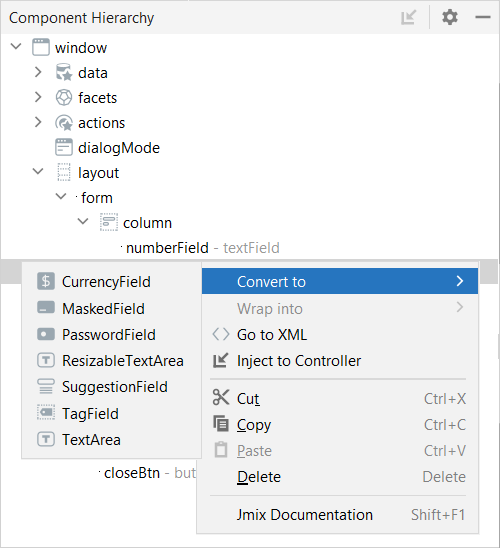 Component Hierarchy
window
data
facets
actions
dialogMode
layout
form
column
numberField - textField
CurrencyField
MaskedField
PasswordField
ResizableTextArea
SuggestionField
TagField
TextArea
Convert to
Wrap into
Go to XML
Inject to Controller
Cut Ctrl+X
Copy Ctrl+C
Paste Ctrl+V
Delete Delete
Jmix Documentation Shift+F1
closeBtn - but